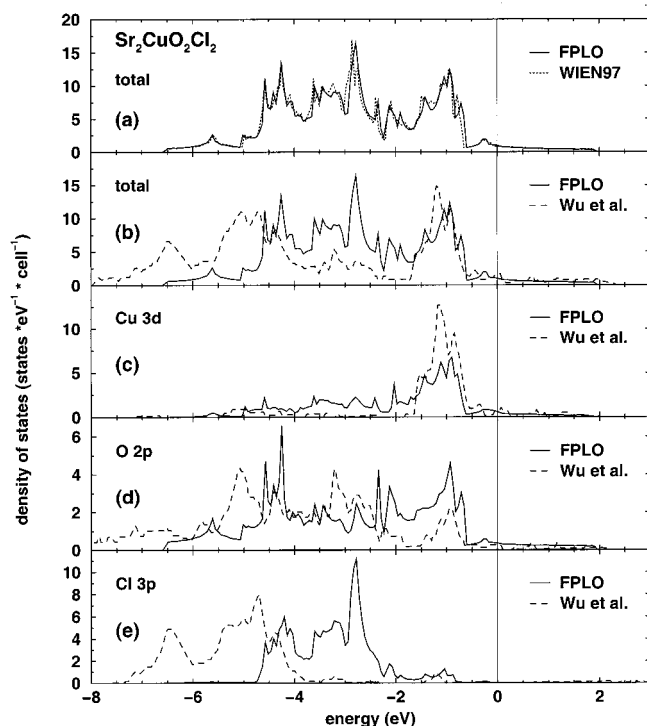 Sr₂CuO₂Cl₂
total
(a)
FPLO
WIEN97
20
15
10
5
0
total
(b)
FPLO
Wu et al.
15
10
5
0
Cu 3d
(c)
FPLO
Wu et al.
10
5
0
O 2p
(d)
FPLO
Wu et al.
6
4
2
0
Cl 3p
(e)
FPLO
Wu et al.
10
8
6
4
2
0
−8
−6
−4
−2
0
2
energy (eV)
density of states (states *eV⁻¹ * cell⁻¹)